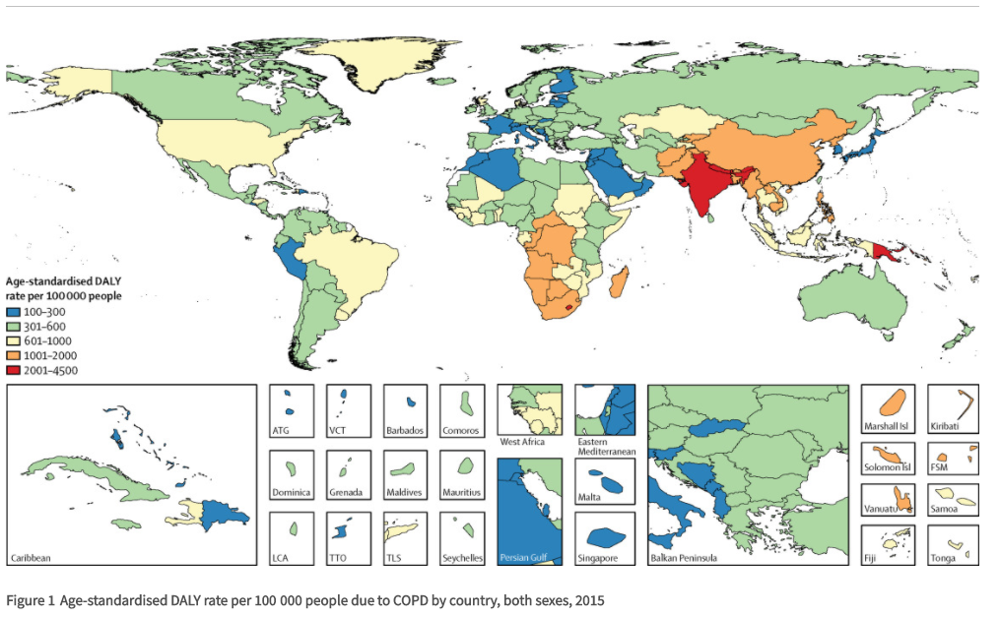 Age-standardised DALY
rate per 100 000 people
100–300
301–600
601–1000
1001–2000
2001–4500
Caribbean
ATG
VCT
Barbados
Comoros
Dominica
Grenada
Maldives
Mauritius
LCA
TTO
TLS
Seychelles
West Africa
Eastern
Mediterranean
Persian Gulf
Malta
Singapore
Balkan Peninsula
Marshall Isl
Kiribati
Solomon Isl
FSM
Vanuatu
Samoa
Fiji
Tonga
Figure 1 Age-standardised DALY rate per 100 000 people due to COPD by country, both sexes, 2015